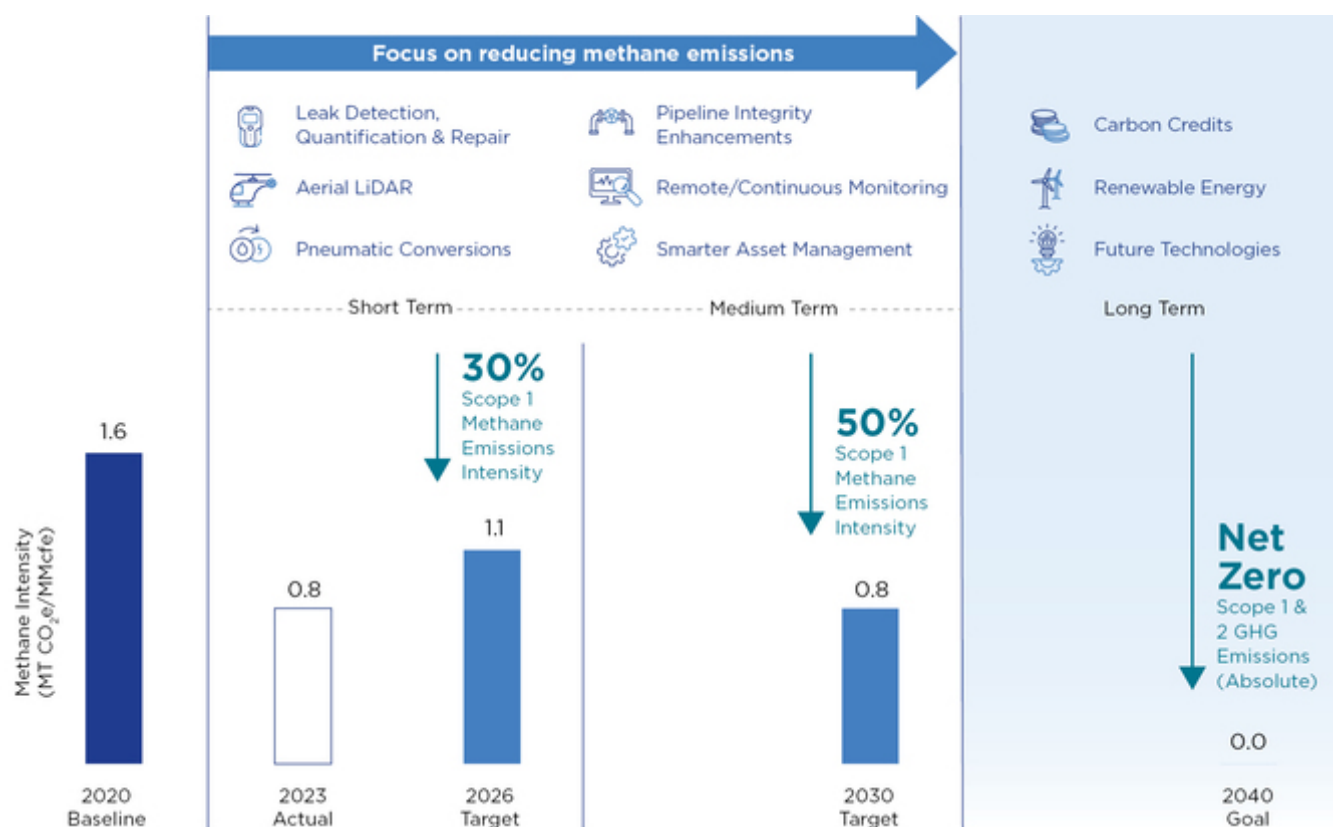 Focus on reducing methane emissions
Leak Detection,
Quantification & Repair
Aerial LiDAR
Pneumatic Conversions
Pipeline Integrity
Enhancements
Remote/Continuous Monitoring
Smarter Asset Management
Carbon Credits
Renewable Energy
Future Technologies
Short Term
Medium Term
Long Term
Methane Intensity
(MT CO₂e/MMcfe)
1.6
2020
Baseline
0.8
2023
Actual
30%
Scope 1
Methane
Emissions
Intensity
1.1
2026
Target
50%
Scope 1
Methane
Emissions
Intensity
0.8
2030
Target
Net
Zero
Scope 1 &
2 GHG
Emissions
(Absolute)
0.0
2040
Goal